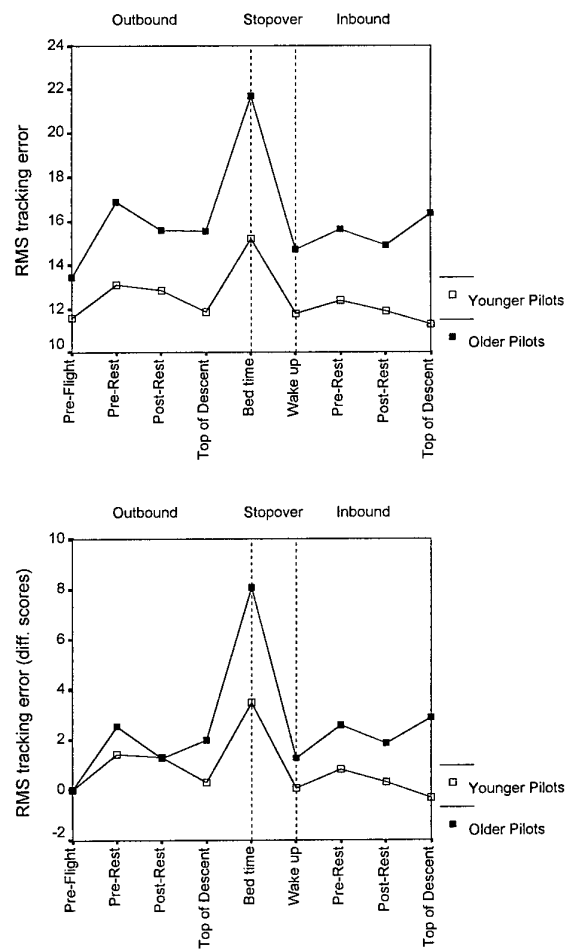 Outbound Stopover Inbound
24
22
20
18
16
14
12
10
RMS tracking error
Pre-Flight
Pre-Rest
Post-Rest
Top of Descent
Bed time
Wake up
Pre-Rest
Post-Rest
Top of Descent
Younger Pilots
Older Pilots
Outbound Stopover Inbound
10
8
6
4
2
0
-2
RMS tracking error (diff. scores)
Pre-Flight
Pre-Rest
Post-Rest
Top of Descent
Bed time
Wake up
Pre-Rest
Post-Rest
Top of Descent
Younger Pilots
Older Pilots